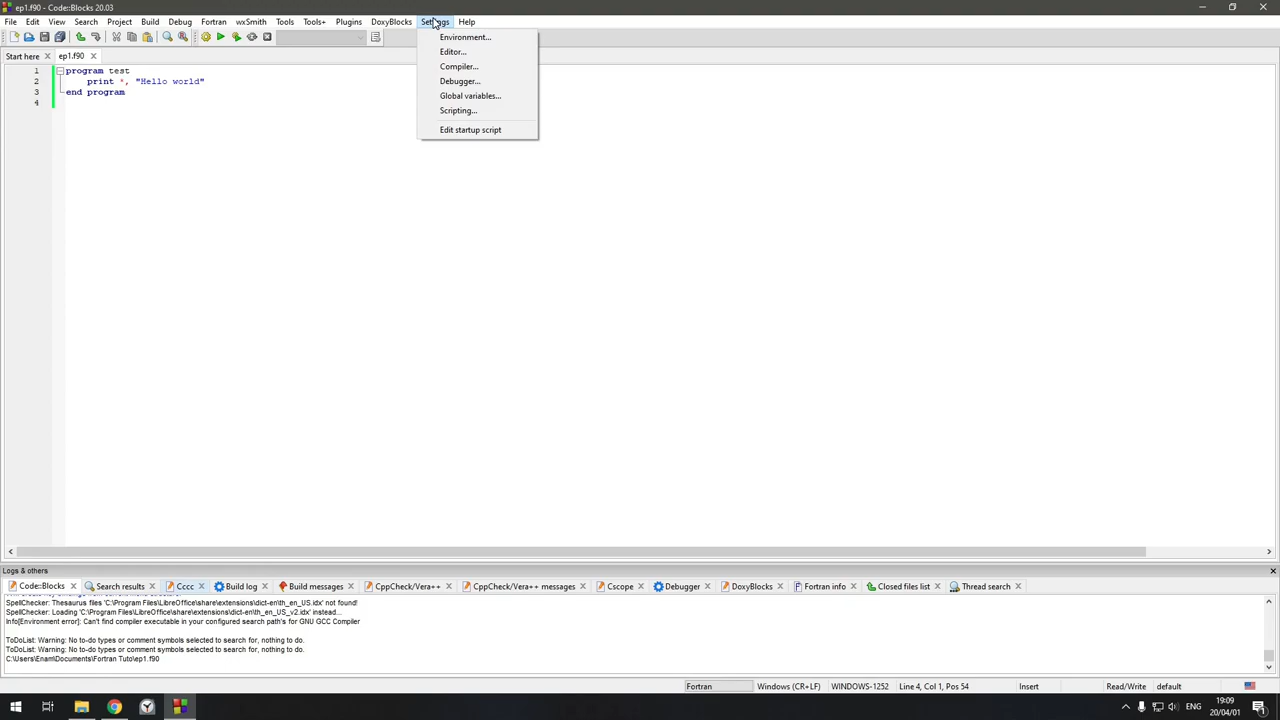 ep1.f90 - Code::Blocks 20.03
File Edit View Search Project Build Debug Fortran wxSmith Tools Tools+ Plugins DoxyBlocks Settings Help
Start here ep1.f90
1 program test
2 print *, "Hello world"
3 end program
4
Environment...
Editor...
Compiler...
Debugger...
Global variables...
Scripting...
Edit startup script
Logs & others
Code::Blocks Search results Cccc Build log Build messages CppCheck/Vera++ CppCheck/Vera++ messages Cscope Debugger DoxyBlocks Fortran info Closed files list Thread search
SpellChecker: Thesaurus files 'C:\Program Files\LibreOffice\share\extensions\dict-en\th_en_US.idx' not found!
SpellChecker: Loading 'C:\Program Files\LibreOffice\share\extensions\dict-en\th_en_US_v2.idx' instead...
Info[Environment error]: Can't find compiler executable in your configured search path's for GNU GCC Compiler
ToDoList: Warning: No to-do types or comment symbols selected to search for, nothing to do.
ToDoList: Warning: No to-do types or comment symbols selected to search for, nothing to do.
C:\Users\Enam\Documents\Fortran Tuto\ep1.f90
Fortran Windows (CR+LF) WINDOWS-1252 Line 4, Col 1, Pos 54 Insert Read/Write default
ENG 19:09
20/04/01